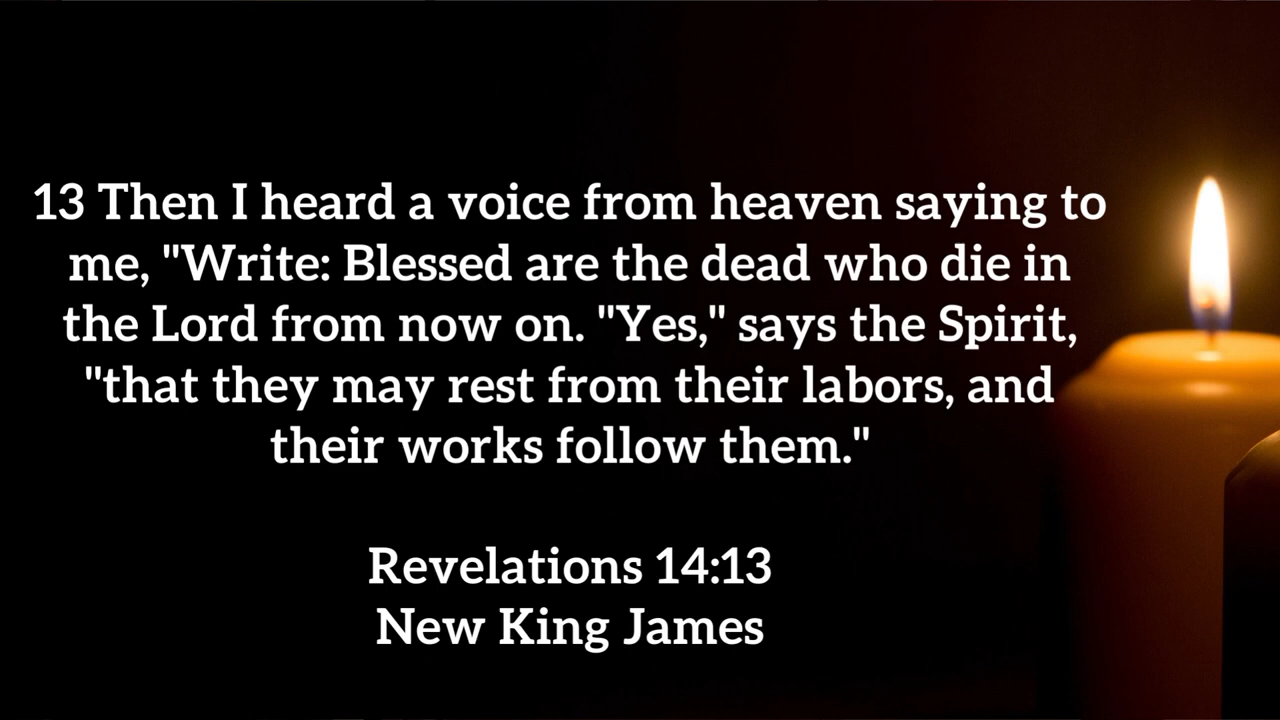 13 Then I heard a voice from heaven saying to
me, "Write: Blessed are the dead who die in
the Lord from now on. "Yes," says the Spirit,
"that they may rest from their labors, and
their works follow them."
Revelations 14:13
New King James